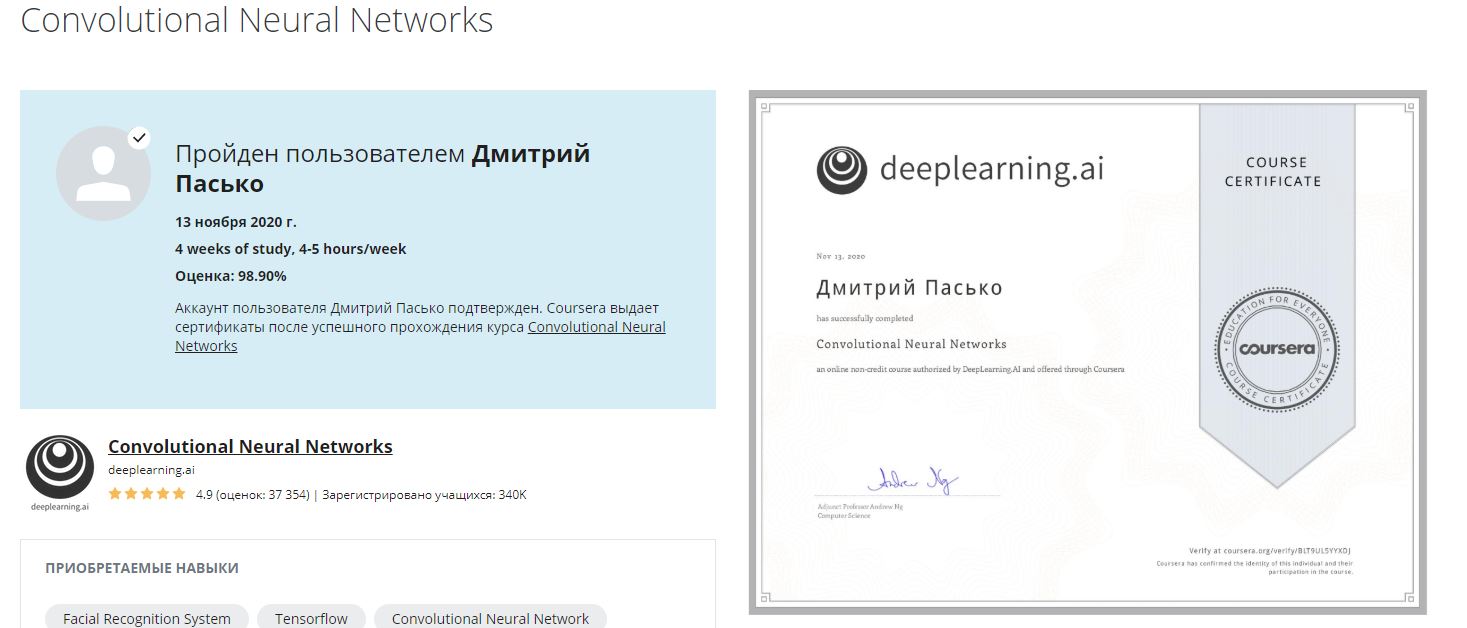 Convolutional Neural Networks
Пройден пользователем Дмитрий
Пасько
13 ноября 2020 г.
4 weeks of study, 4-5 hours/week
Оценка: 98.90%
Аккаунт пользователя Дмитрий Пасько подтвержден. Coursera выдает
сертификаты после успешного прохождения курса Convolutional Neural
Networks
Convolutional Neural Networks
deeplearning.ai
deeplearning.ai
4.9 (оценок: 37 354) | Зарегистрировано учащихся: 340K
ПРИОБРЕТАЕМЫЕ НАВЫКИ
Facial Recognition System
Tensorflow
Convolutional Neural Network
deeplearning.ai
COURSE
CERTIFICATE
Nov 13, 2020
Дмитрий Пасько
has successfully completed
Convolutional Neural Networks
an online non-credit course authorized by DeepLearning.AI and offered through Coursera
EDUCATION FOR EVERYONE
coursera
COURSE CERTIFICATE
Andrew Ng
Adjunct Professor Andrew Ng
Computer Science
Verify at coursera.org/verify/BLT9UL5YYXDJ
Coursera has confirmed the identity of this individual and their
participation in the course.